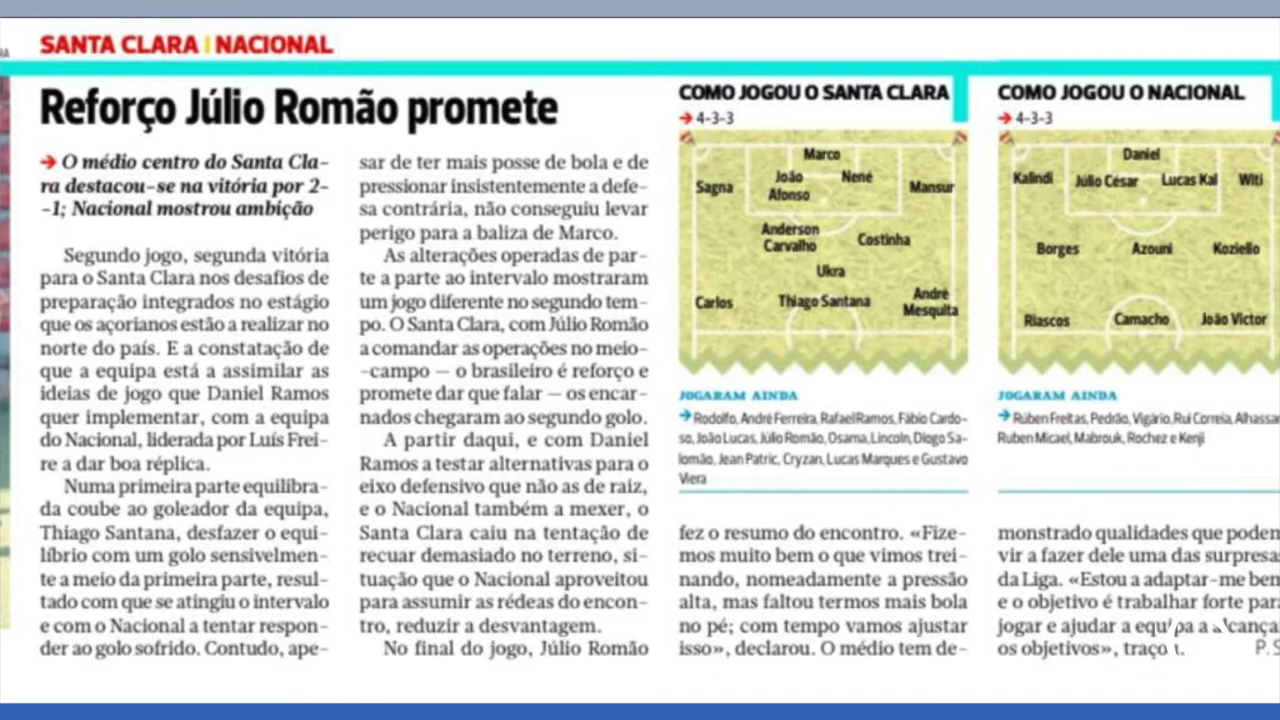 SANTA CLARA | NACIONAL
Reforço Júlio Romão promete
O médio centro do Santa Cla-
ra destacou-se na vitória por 2-
-1; Nacional mostrou ambição
Segundo jogo, segunda vitória
para o Santa Clara nos desafios de
preparação integrados no estágio
que os açorianos estão a realizar no
norte do país. E a constatação de
que a equipa está a assimilar as
ideias de jogo que Daniel Ramos
quer implementar, com a equipa
do Nacional, liderada por Luís Frei-
re a dar boa réplica.
Numa primeira parte equilibra-
da coube ao goleador da equipa,
Thiago Santana, desfazer o equi-
líbrio com um golo sensivelmen-
te a meio da primeira parte, resul-
tado com que se atingiu o intervalo
e com o Nacional a tentar respon-
der ao golo sofrido. Contudo, ape-
sar de ter mais posse de bola e de
pressionar insistentemente a defe-
sa contrária, não conseguiu levar
perigo para a baliza de Marco.
As alterações operadas de par-
te a parte ao intervalo mostraram
um jogo diferente no segundo tem-
po. O Santa Clara, com Júlio Romão
a comandar as operações no meio-
-campo — o brasileiro é reforço e
promete dar que falar — os encar-
nados chegaram ao segundo golo.
A partir daqui, e com Daniel
Ramos a testar alternativas para o
eixo defensivo que não as de raiz,
e o Nacional também a mexer, o
Santa Clara caiu na tentação de
recuar demasiado no terreno, si-
tuação que o Nacional aproveitou
para assumir as rédeas do encon-
tro, reduzir a desvantagem.
No final do jogo, Júlio Romão
COMO JOGOU O SANTA CLARA
4-3-3
Marco
Sagna João Afonso Nené Mansur
Anderson Carvalho Costinha
Ukra
Carlos Thiago Santana André Mesquita
JOGARAM AINDA
Rodolfo, André Ferreira, Rafael Ramos, Fábio Cardo-
so, João Lucas, Júlio Romão, Osama, Lincoln, Diogo Sa-
lomão, Jean Patric, Cryzan, Lucas Marques e Gustavo
Viera
fez o resumo do encontro. «Fize-
mos muito bem o que vimos trei-
nando, nomeadamente a pressão
alta, mas faltou termos mais bola
no pé; com tempo vamos ajustar
isso», declarou. O médio tem de-
COMO JOGOU O NACIONAL
4-3-3
Daniel
Kalindi Júlio César Lucas Kal Witi
Borges Azouni Koziello
Riascos Camacho João Victor
JOGARAM AINDA
Rúben Freitas, Pedrão, Vigário, Rui Correia, Alhassan
Ruben Micael, Mabrouk, Rochez e Kenji
monstrado qualidades que podem
vir a fazer dele uma das surpresa
da Liga. «Estou a adaptar-me bem
e o objetivo é trabalhar forte par
jogar e ajudar a equipa a alcança
os objetivos», traço
P. S